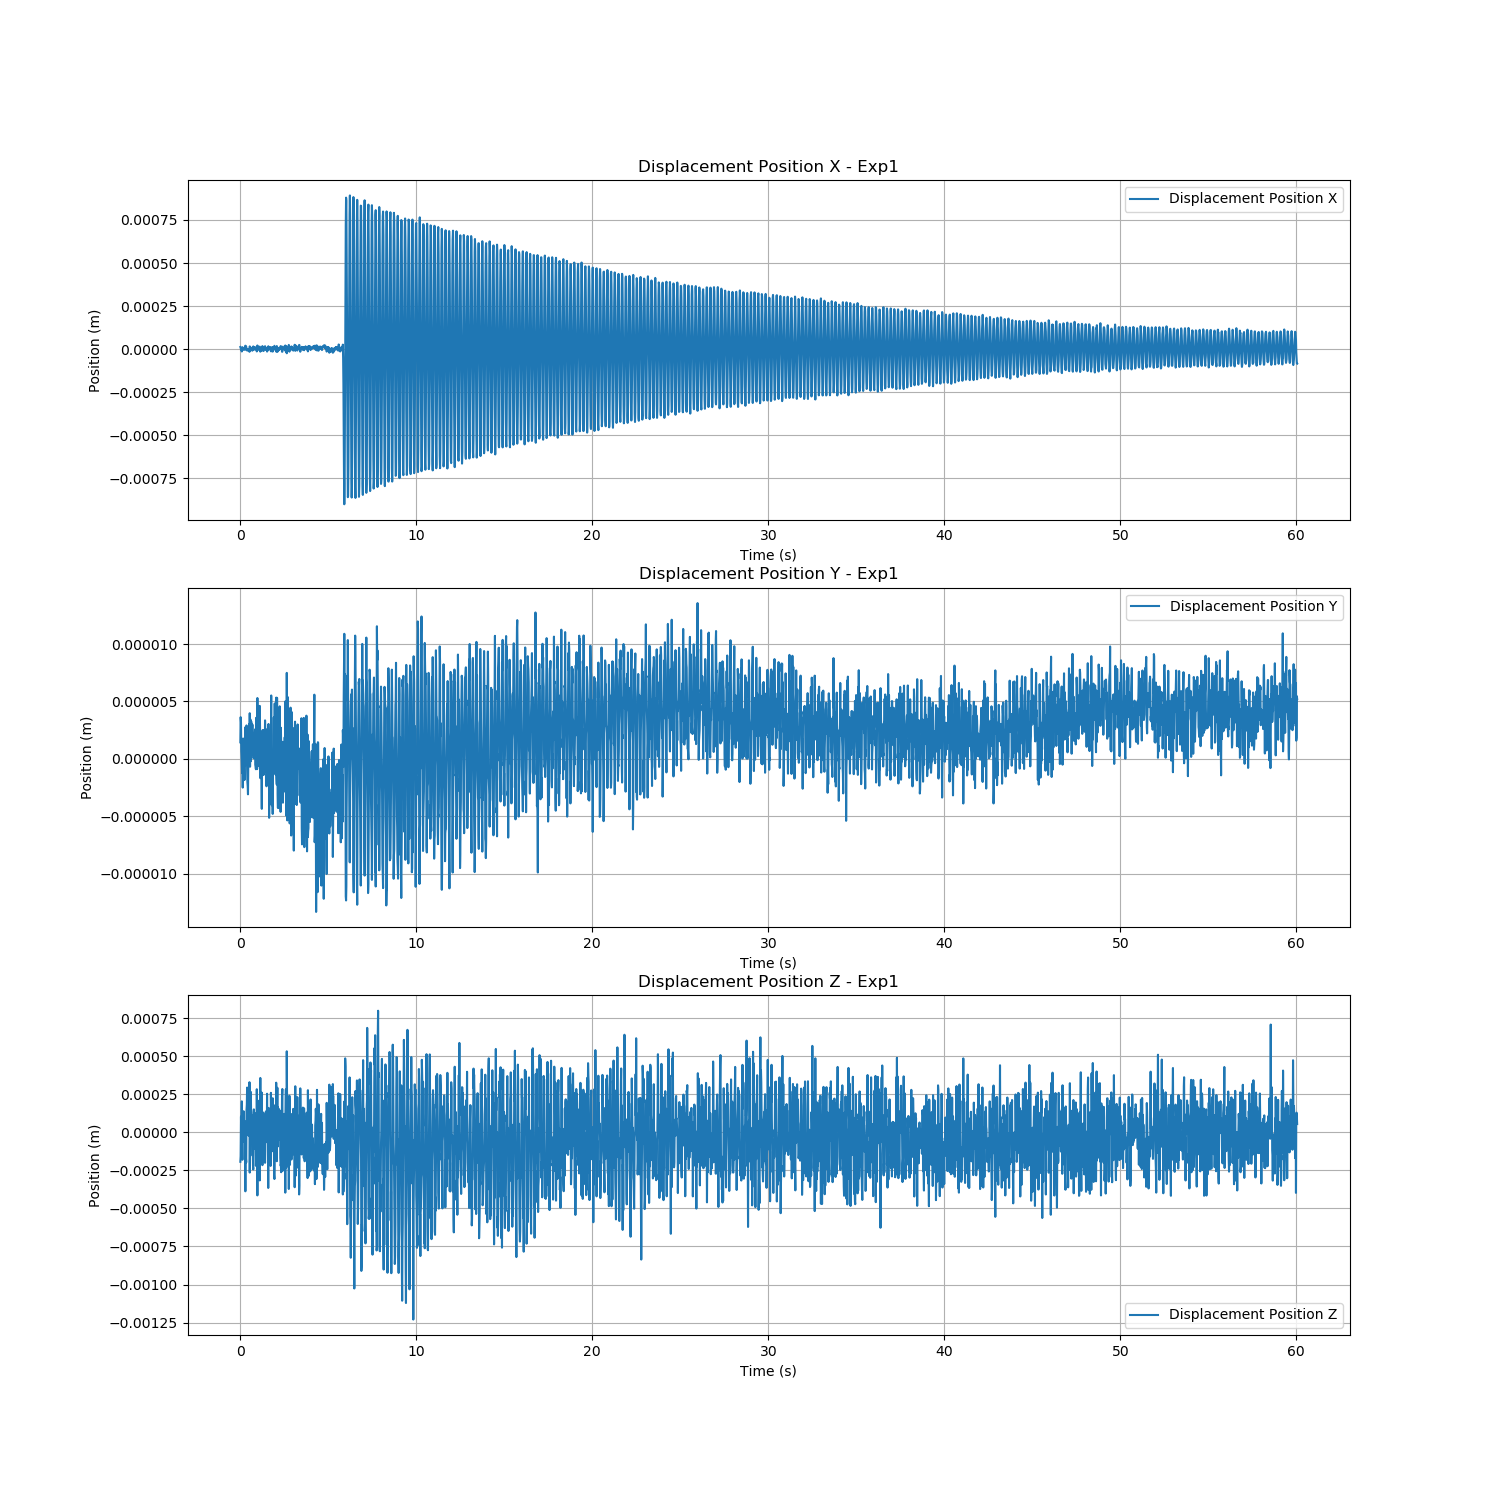 Displacement Position X - Exp1
Displacement Position X
0.00075
0.00050
0.00025
0.00000
−0.00025
−0.00050
−0.00075
Position (m)
0 10 20 30 40 50 60
Time (s)
Displacement Position Y - Exp1
Displacement Position Y
0.000010
0.000005
0.000000
−0.000005
−0.000010
Position (m)
0 10 20 30 40 50 60
Time (s)
Displacement Position Z - Exp1
0.00075
0.00050
0.00025
0.00000
−0.00025
−0.00050
−0.00075
−0.00100
−0.00125
Position (m)
Displacement Position Z
0 10 20 30 40 50 60
Time (s)